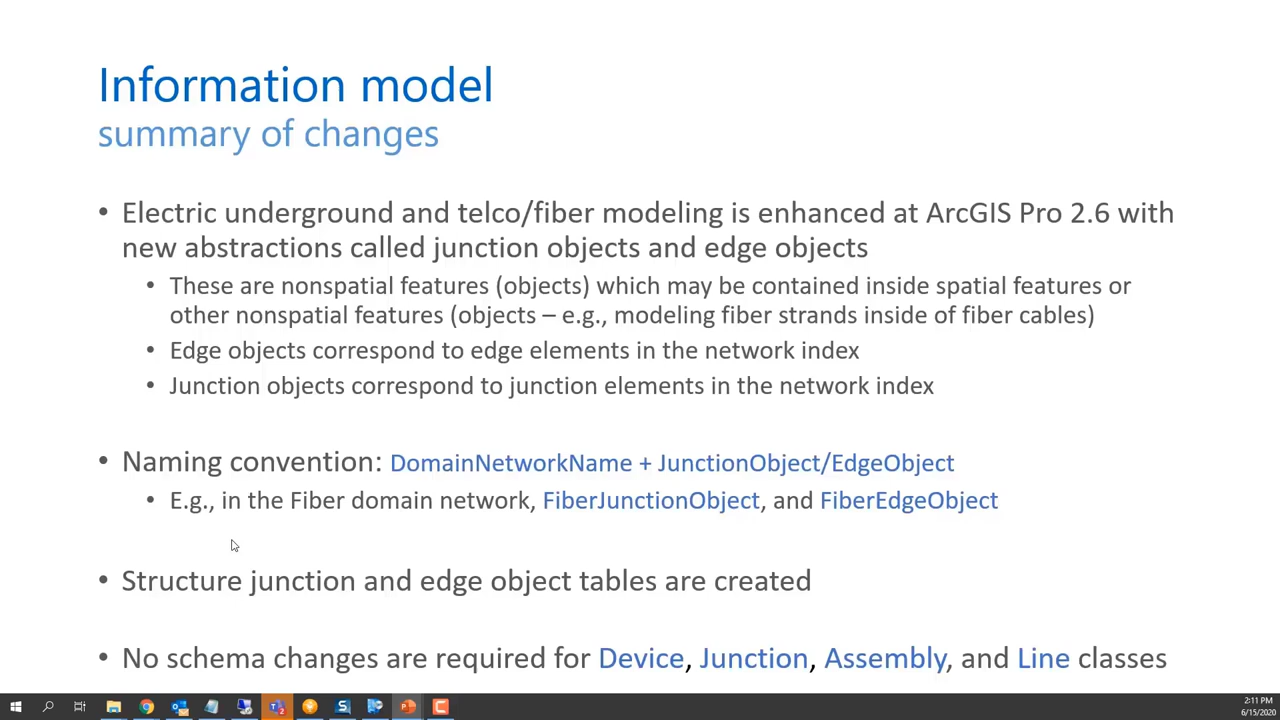 Information model
summary of changes
• Electric underground and telco/fiber modeling is enhanced at ArcGIS Pro 2.6 with
new abstractions called junction objects and edge objects
• These are nonspatial features (objects) which may be contained inside spatial features or
other nonspatial features (objects – e.g., modeling fiber strands inside of fiber cables)
• Edge objects correspond to edge elements in the network index
• Junction objects correspond to junction elements in the network index
• Naming convention: DomainNetworkName + JunctionObject/EdgeObject
• E.g., in the Fiber domain network, FiberJunctionObject, and FiberEdgeObject
• Structure junction and edge object tables are created
• No schema changes are required for Device, Junction, Assembly, and Line classes
2:11 PM
6/15/2020